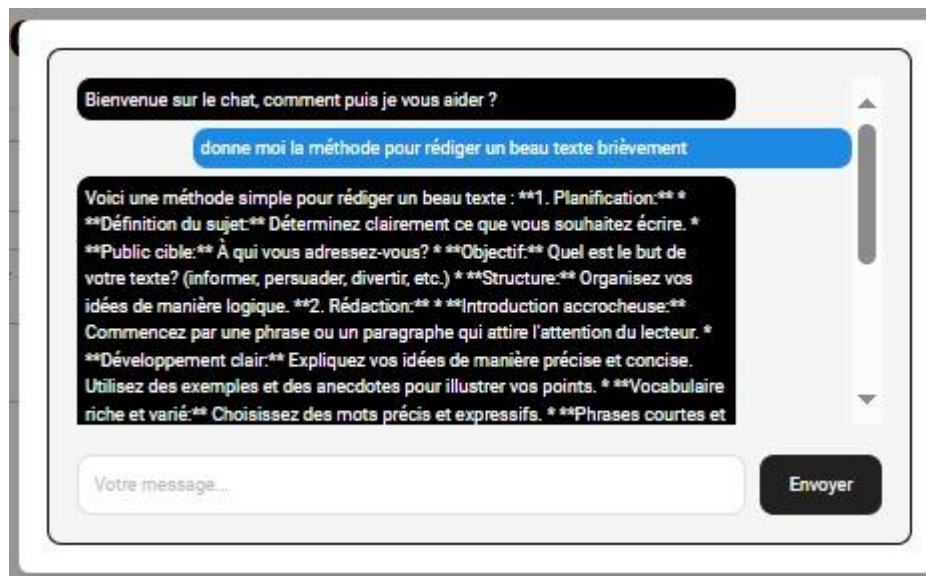 Bienvenue sur le chat, comment puis je vous aider ?
donne moi la méthode pour rédiger un beau texte brièvement
Voici une méthode simple pour rédiger un beau texte : **1. Planification:** *
**Définition du sujet:** Déterminez clairement ce que vous souhaitez écrire. *
**Public cible:** À qui vous adressez-vous? * **Objectif:** Quel est le but de
votre texte? (informer, persuader, divertir, etc.) * **Structure:** Organisez vos
idées de manière logique. **2. Rédaction:** * **Introduction accrocheuse:**
Commencez par une phrase ou un paragraphe qui attire l'attention du lecteur. *
**Développement clair:** Expliquez vos idées de manière précise et concise.
Utilisez des exemples et des anecdotes pour illustrer vos points. * **Vocabulaire
riche et varié:** Choisissez des mots précis et expressifs. * **Phrases courtes et
Votre message...
Envoyer